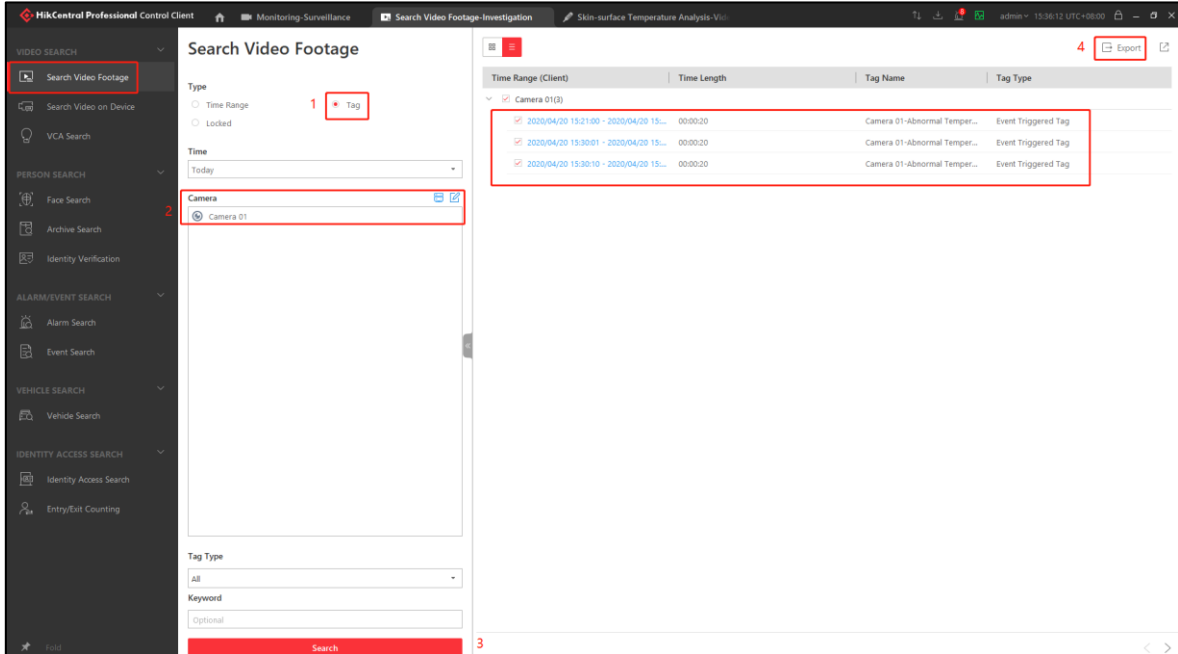 HikCentral Professional Control Client
Monitoring-Surveillance
Search Video Footage-Investigation
Skin-surface Temperature Analysis-Vid
admin 15:36:12 UTC+08:00
VIDEO SEARCH
Search Video Footage
Search Video on Device
VCA Search
PERSON SEARCH
Face Search
Archive Search
Identity Verification
ALARM/EVENT SEARCH
Alarm Search
Event Search
VEHICLE SEARCH
Vehicle Search
IDENTITY ACCESS SEARCH
Identity Access Search
Entry/Exit Counting
Fold
Search Video Footage
Type
Time Range
1
Tag
Locked
Time
Today
2
Camera
Camera 01
Tag Type
All
Keyword
Optional
Search
3
4
Export
Time Range (Client) Time Length Tag Name Tag Type
Camera 01(3)
2020/04/20 15:21:00 - 2020/04/20 15:... 00:00:20 Camera 01-Abnormal Temper... Event Triggered Tag
2020/04/20 15:30:01 - 2020/04/20 15:... 00:00:20 Camera 01-Abnormal Temper... Event Triggered Tag
2020/04/20 15:30:10 - 2020/04/20 15:... 00:00:20 Camera 01-Abnormal Temper... Event Triggered Tag